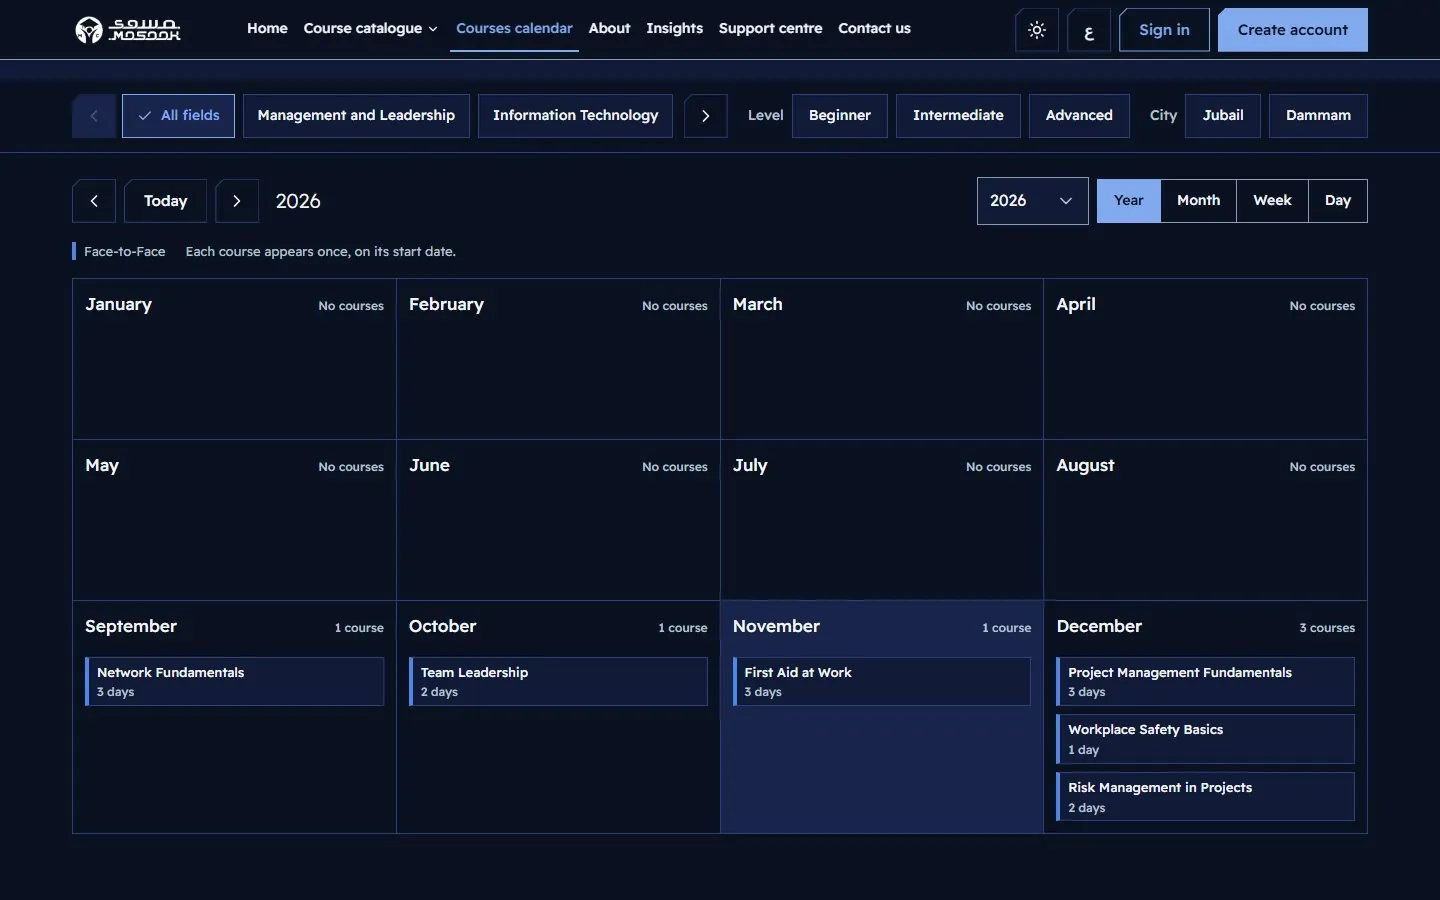 مسوق
MOSOOK
Home
Course catalogue
Courses calendar
About
Insights
Support centre
Contact us
ع
Sign in
Create account
All fields
Management and Leadership
Information Technology
Level
Beginner
Intermediate
Advanced
City
Jubail
Dammam
Today
2026
2026
Year
Month
Week
Day
Face-to-Face
Each course appears once, on its start date.
January
No courses
February
No courses
March
No courses
April
No courses
May
No courses
June
No courses
July
No courses
August
No courses
September
1 course
Network Fundamentals
3 days
October
1 course
Team Leadership
2 days
November
1 course
First Aid at Work
3 days
December
3 courses
Project Management Fundamentals
3 days
Workplace Safety Basics
1 day
Risk Management in Projects
2 days